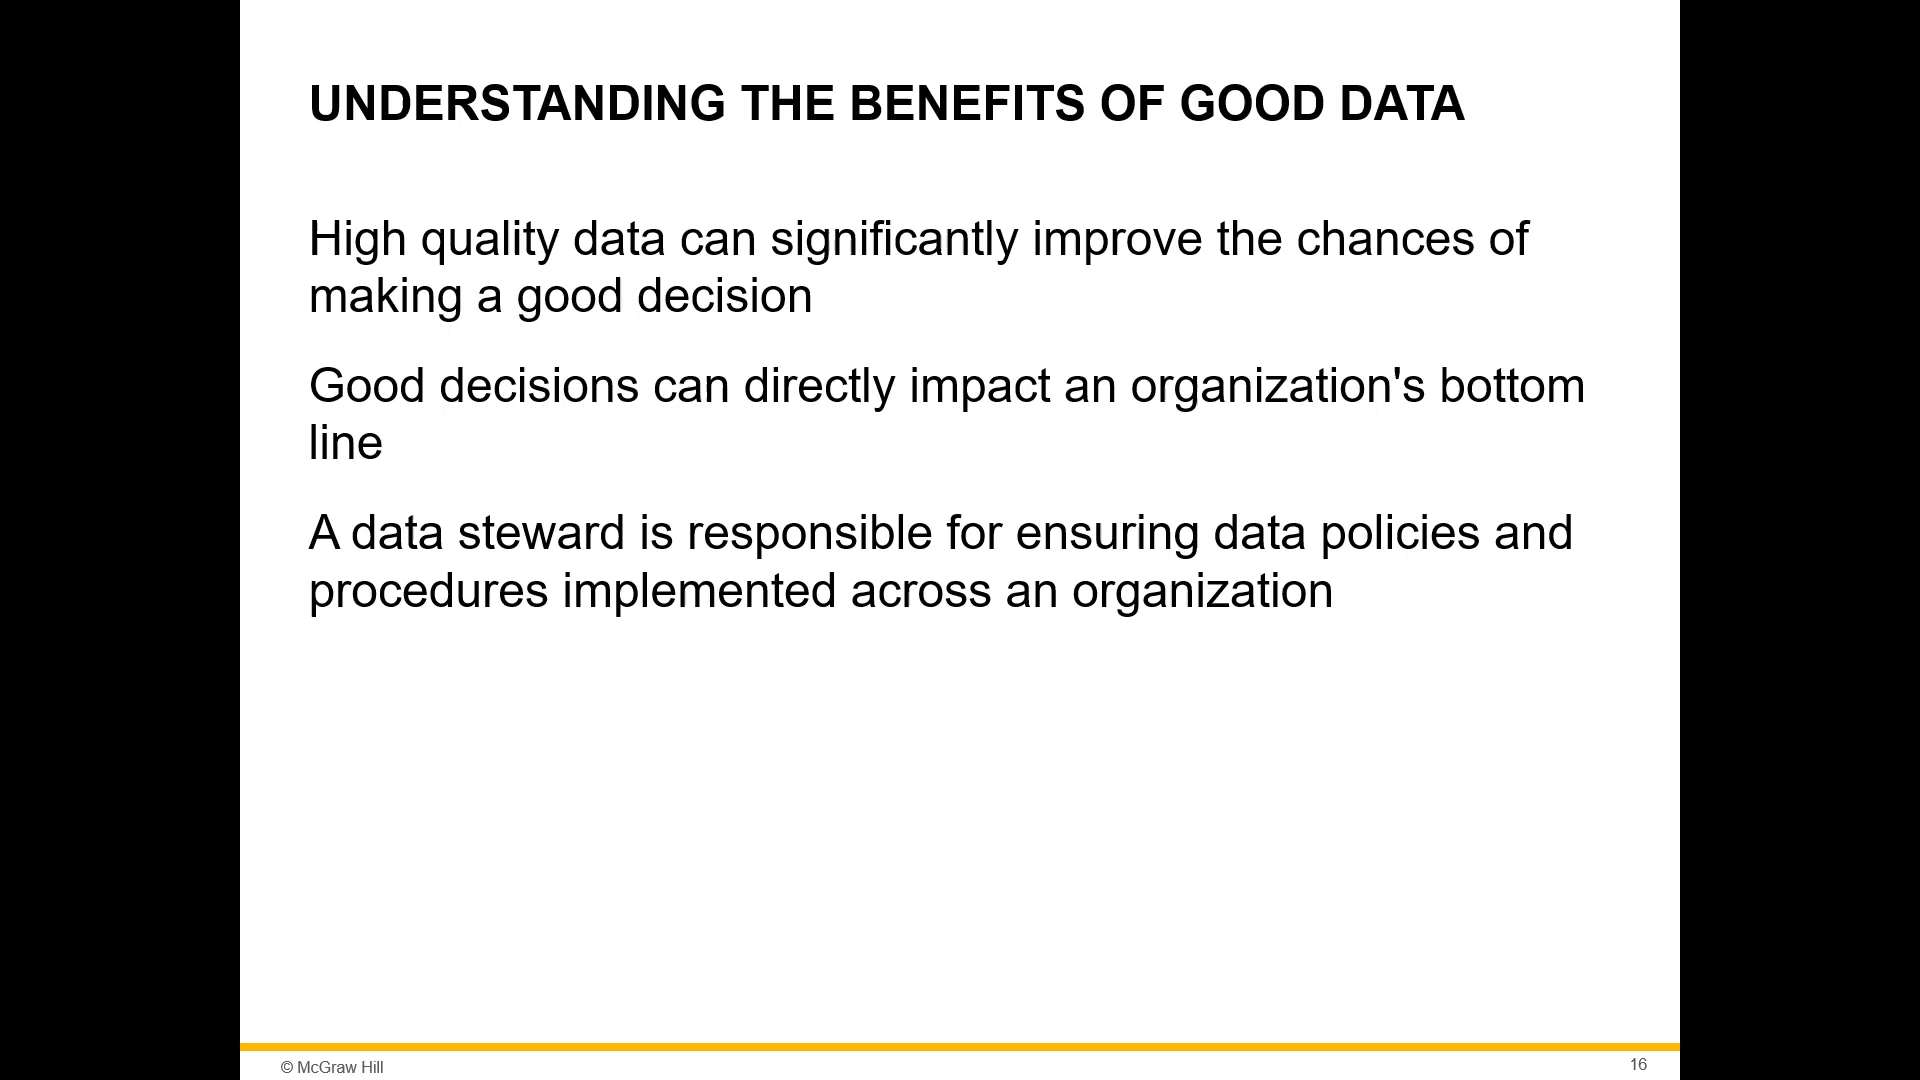 UNDERSTANDING THE BENEFITS OF GOOD DATA
High quality data can significantly improve the chances of
making a good decision
Good decisions can directly impact an organization's bottom
line
A data steward is responsible for ensuring data policies and
procedures implemented across an organization
© McGraw Hill
16